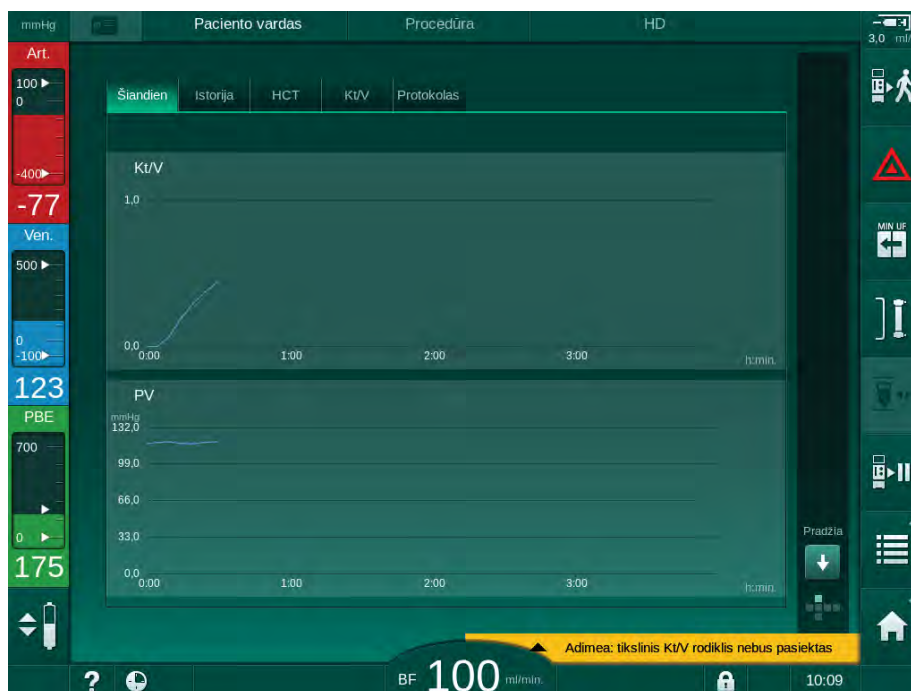 mmHg
Paciento vardas
Procedūra
HD
3,0 ml/
Art.
100
0
-400
-77
Ven.
500
0
-100
123
PBE
700
0
175
Šiandien
Istorija
HCT
Kt/V
Protokolas
Kt/V
1,0
0,0
0:00
1:00
2:00
3:00
h:min.
PV
mmHg
132,0
99,0
66,0
33,0
0,0
0:00
1:00
2:00
3:00
h:min.
MIN UF
Pradžia
Adimea: tikslinis Kt/V rodiklis nebus pasiektas
?
BF 100 ml/min.
10:09